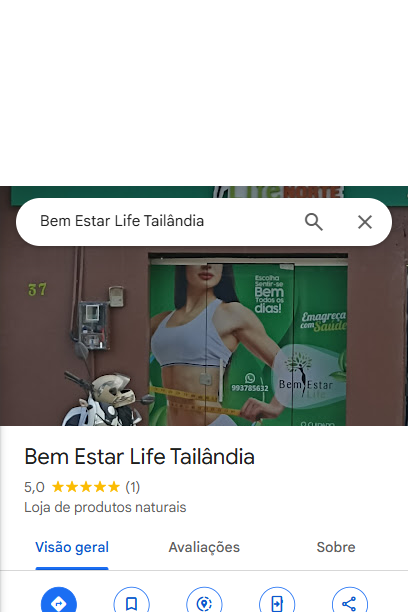 Bem Estar Life Tailândia
37
Escolha
Sentir-se
Bem
Todos os
dias!
Emagreça
com Saúde
993785632
Bem Estar
Life
Bem Estar Life Tailândia
5,0 ★★★★★ (1)
Loja de produtos naturais
Visão geral Avaliações Sobre